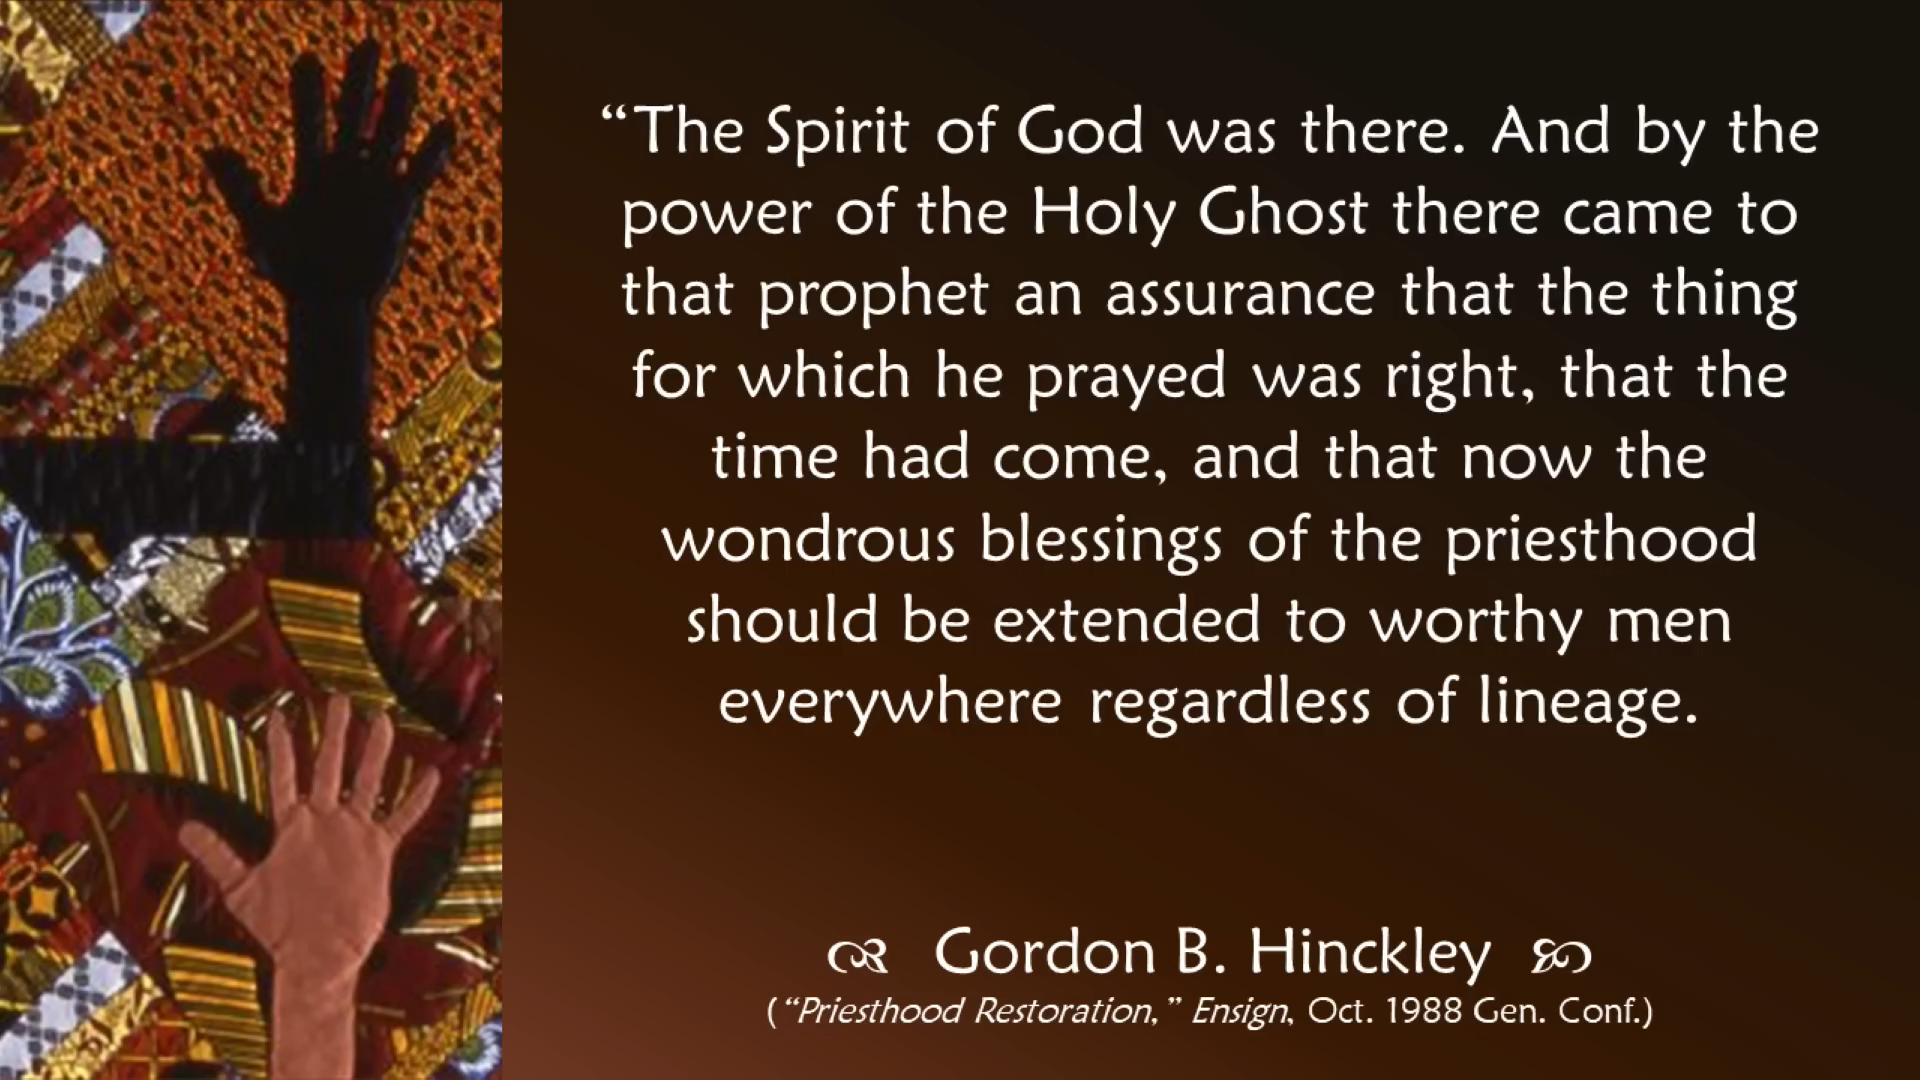 “The Spirit of God was there. And by the
power of the Holy Ghost there came to
that prophet an assurance that the thing
for which he prayed was right, that the
time had come, and that now the
wondrous blessings of the priesthood
should be extended to worthy men
everywhere regardless of lineage.
Gordon B. Hinckley
(“Priesthood Restoration,” Ensign, Oct. 1988 Gen. Conf.)